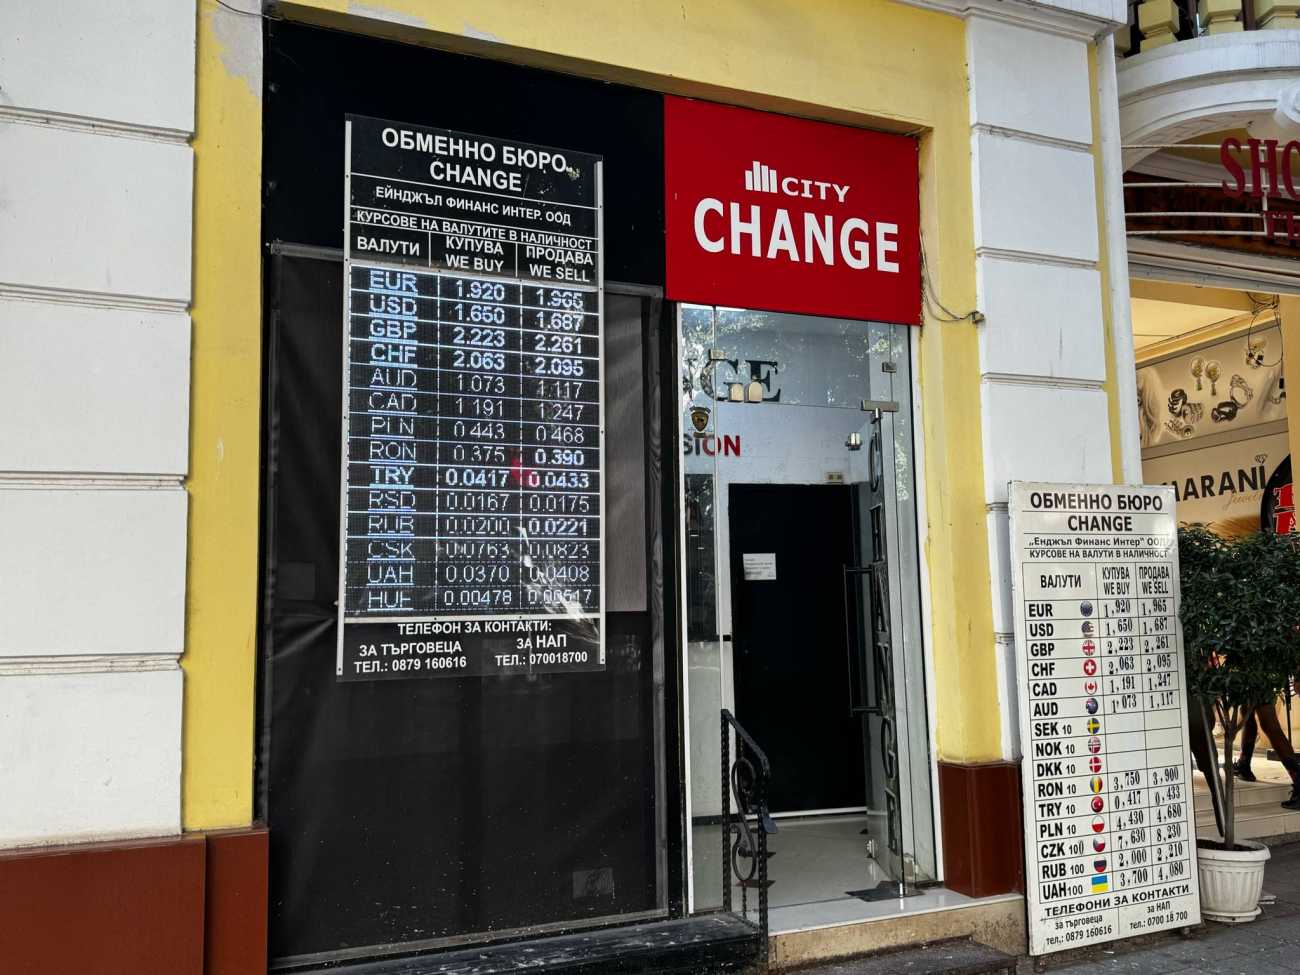 ОБМЕННО БЮРО
CHANGE
ЕЙНДЖЪЛ ФИНАНС ИНТЕР. ООД
КУРСОВЕ НА ВАЛУТИТЕ В НАЛИЧНОСТ
ВАЛУТИ КУПУВА WE BUY ПРОДАВА WE SELL
EUR 1.920 1.965
USD 1.650 1.687
GBP 2.223 2.261
CHF 2.063 2.095
AUD 1.073 1.117
CAD 1.191 1.247
PLN 0.443 0.468
RON 0.375 0.390
TRY 0.0417 0.0433
RSD 0.0167 0.0175
RUB 0.0200 0.0221
CSK 0.0763 0.0823
UAH 0.0370 0.0408
HUF 0.00478 0.00517
ТЕЛЕФОН ЗА КОНТАКТИ:
ЗА ТЪРГОВЕЦА ЗА НАП
ТЕЛ.: 0879 160616 ТЕЛ.: 070018700
CITY
CHANGE
NGE
SION
CHANGE
SHO
MARANI
ОБМЕННО БЮРО
CHANGE
„Енджъл Финанс Интер" ООД
КУРСОВЕ НА ВАЛУТИ В НАЛИЧНОСТ
ВАЛУТИ КУПУВА WE BUY ПРОДАВА WE SELL
EUR 1,920 1,965
USD 1,650 1,687
GBP 2,223 2,261
CHF 2,063 2,095
CAD 1,191 1,247
AUD 1,073 1,117
SEK 10
NOK 10
DKK 10
RON 10 3,750 3,900
TRY 10 0,417 0,433
PLN 10 4,430 4,680
CZK 100 7,630 8,230
RUB 100 2,000 2,210
UAH 100 3,700 4,080
ТЕЛЕФОНИ ЗА КОНТАКТИ
за търговеца за НАП
тел.: 0879 160616 тел.: 0700 18 700